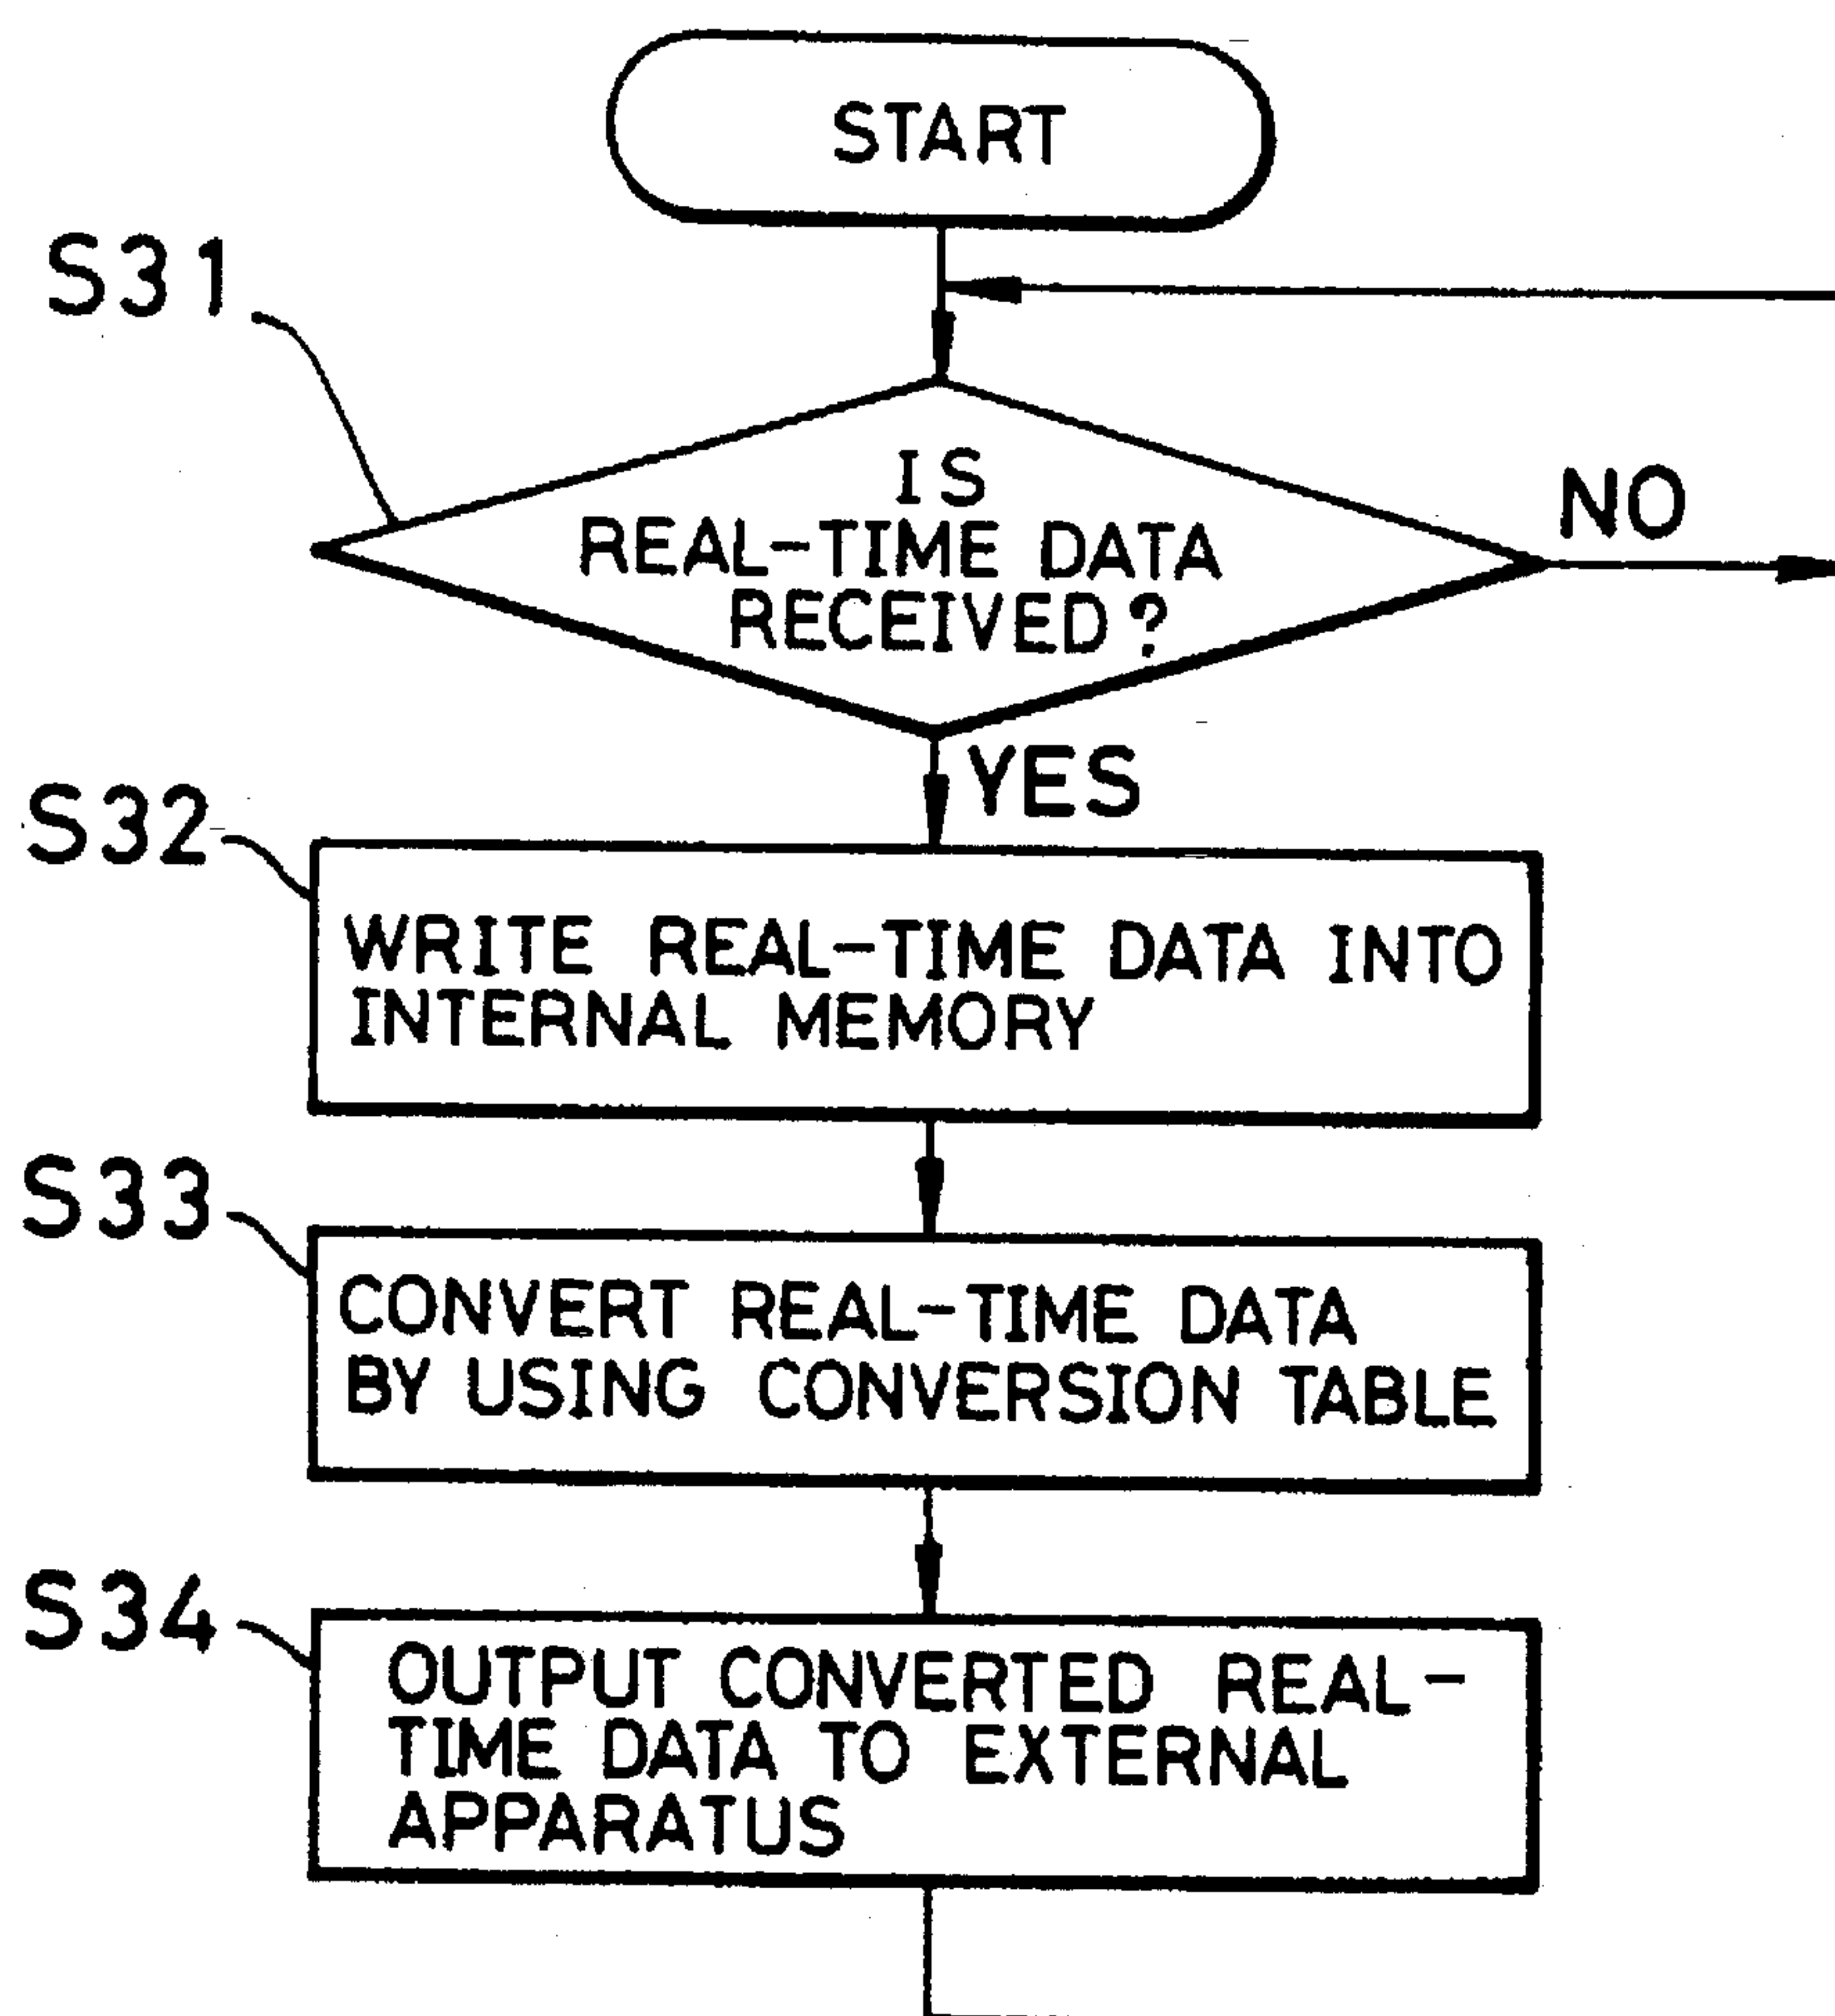 START
S31
IS
REAL-TIME DATA
RECEIVED?
NO
YES
S32
WRITE REAL-TIME DATA INTO
INTERNAL MEMORY
S33
CONVERT REAL-TIME DATA
BY USING CONVERSION TABLE
S34
OUTPUT CONVERTED REAL-
TIME DATA TO EXTERNAL
APPARATUS